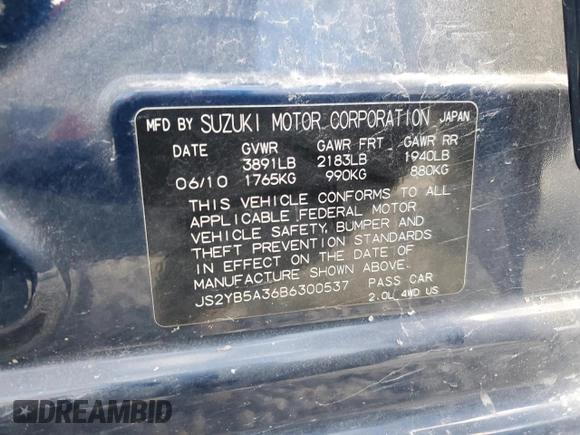 MFD BY SUZUKI MOTOR CORPORATION JAPAN
DATE GVWR GAWR FRT GAWR RR
3891LB 2183LB 1940LB
06/10 1765KG 990KG 880KG
THIS VEHICLE CONFORMS TO ALL
APPLICABLE FEDERAL MOTOR
VEHICLE SAFETY, BUMPER AND
THEFT PREVENTION STANDARDS
IN EFFECT ON THE DATE OF
MANUFACTURE SHOWN ABOVE.
JS2YB5A36B6300537 PASS CAR
2.0L 4WD US
DREAMBID